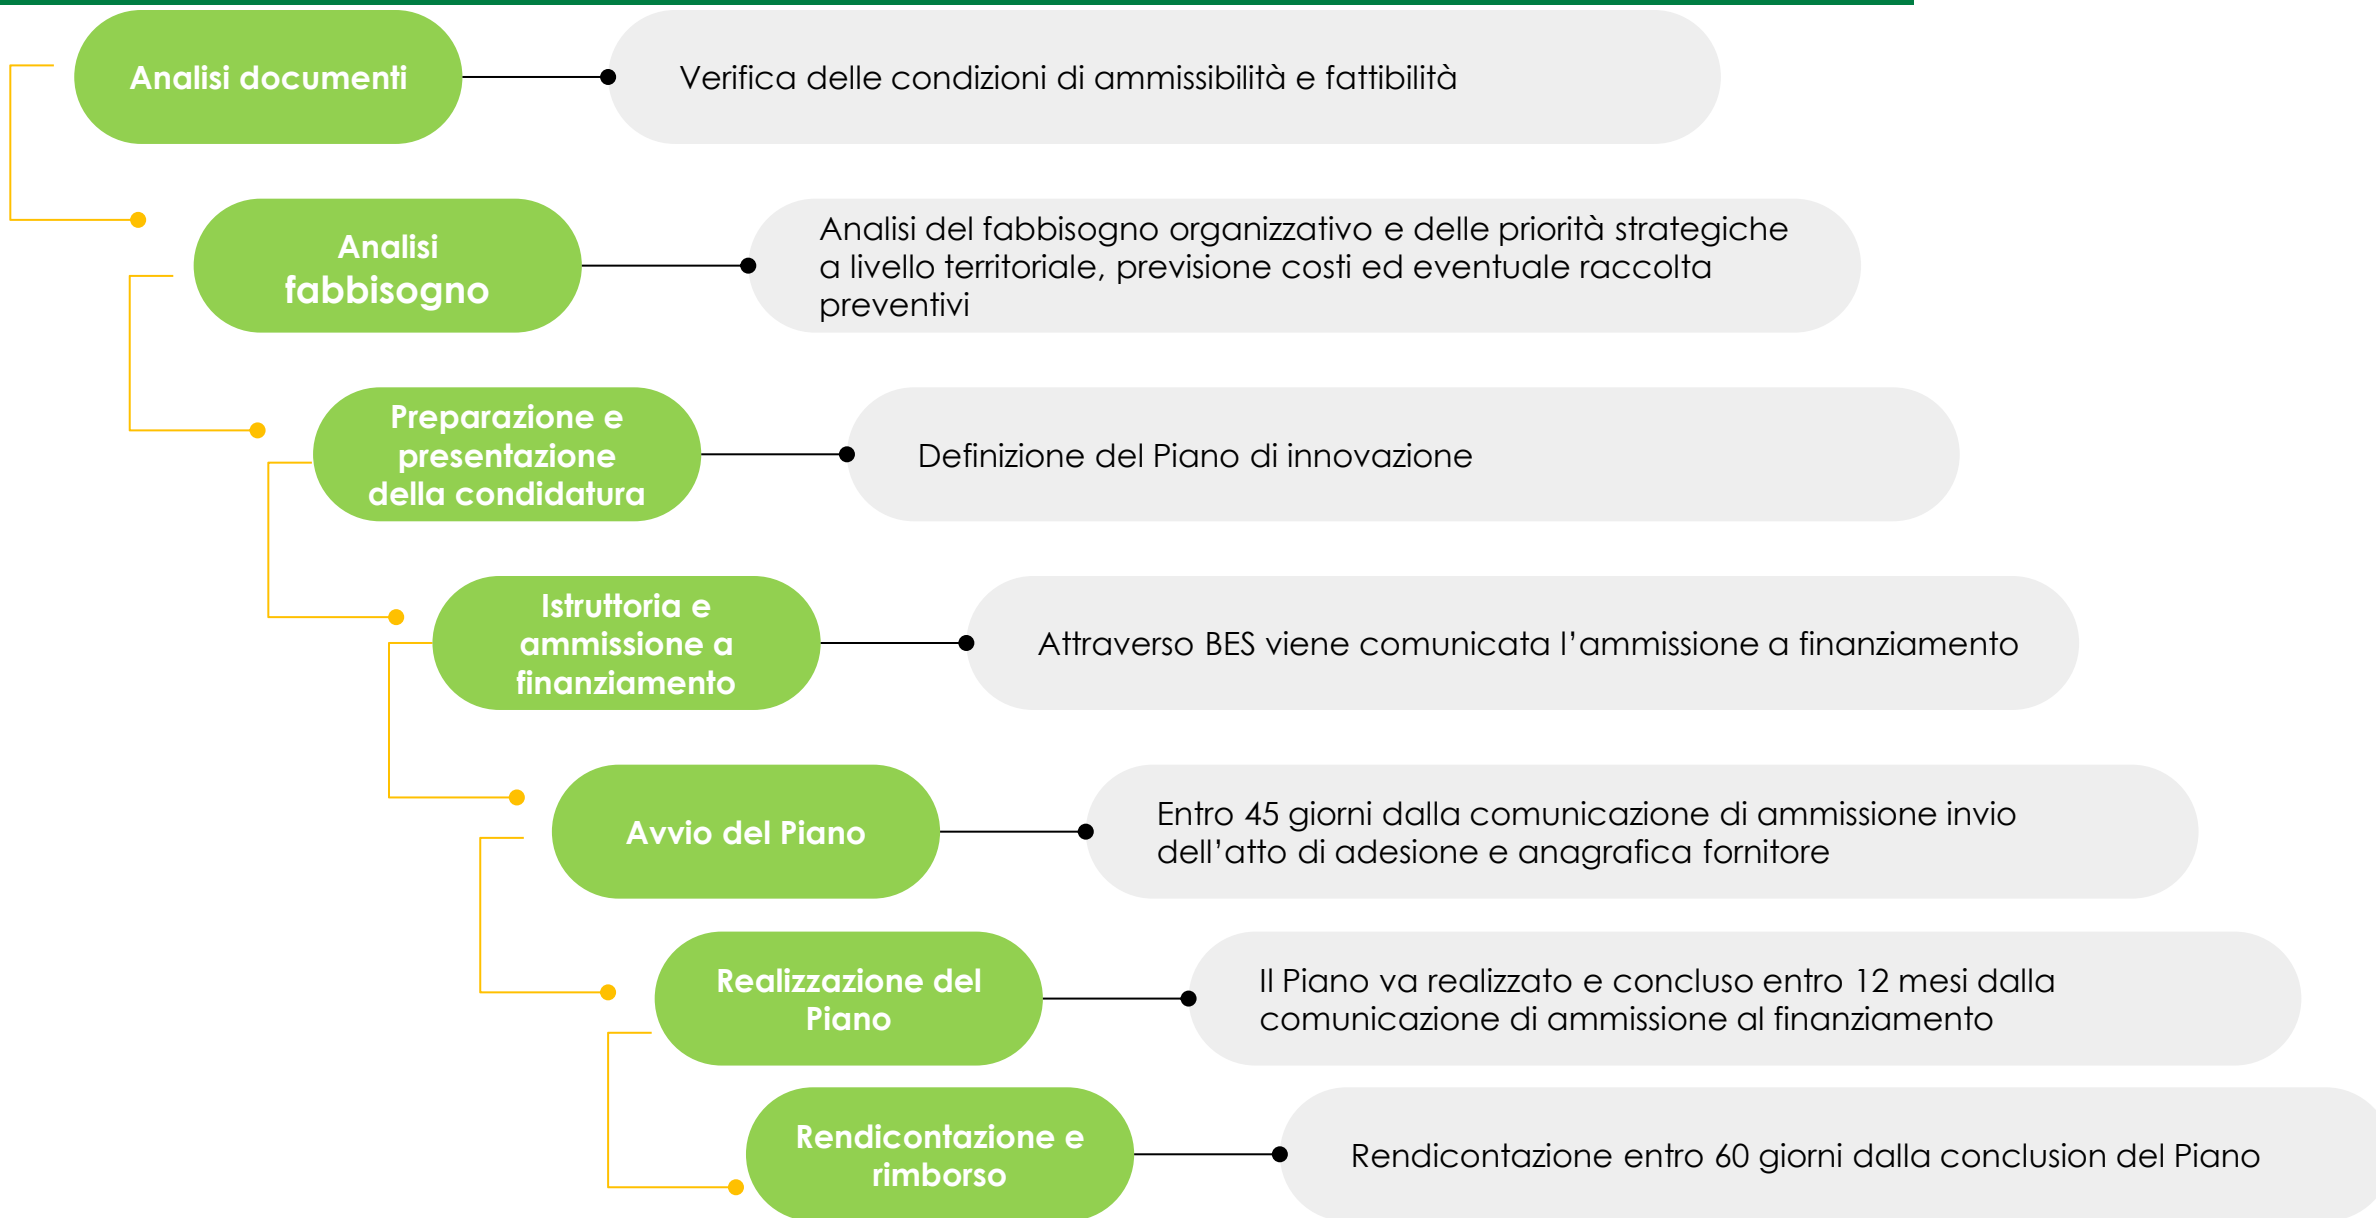 Analisi documenti
Verifica delle condizioni di ammissibilità e fattibilità
Analisi
fabbisogno
Analisi del fabbisogno organizzativo e delle priorità strategiche
a livello territoriale, previsione costi ed eventuale raccolta
preventivi
Preparazione e
presentazione
della condidatura
Definizione del Piano di innovazione
Istruttoria e
ammissione a
finanziamento
Attraverso BES viene comunicata l’ammissione a finanziamento
Avvio del Piano
Entro 45 giorni dalla comunicazione di ammissione invio
dell’atto di adesione e anagrafica fornitore
Realizzazione del
Piano
Il Piano va realizzato e concluso entro 12 mesi dalla
comunicazione di ammissione al finanziamento
Rendicontazione e
rimborso
Rendicontazione entro 60 giorni dalla conclusion del Piano